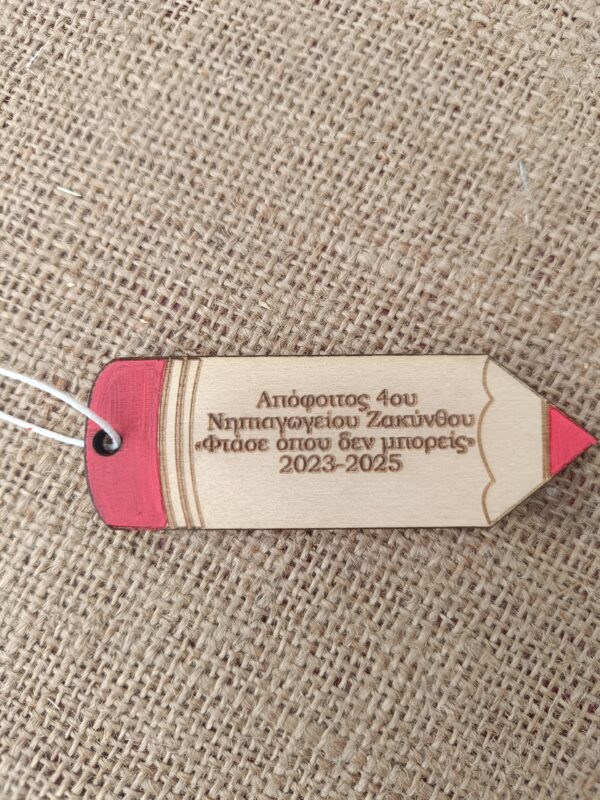 Απόφοιτος 4ου
Νηπιαγωγείου Ζακύνθου
«Φτάσε όπου δεν μπορείς»
2023-2025